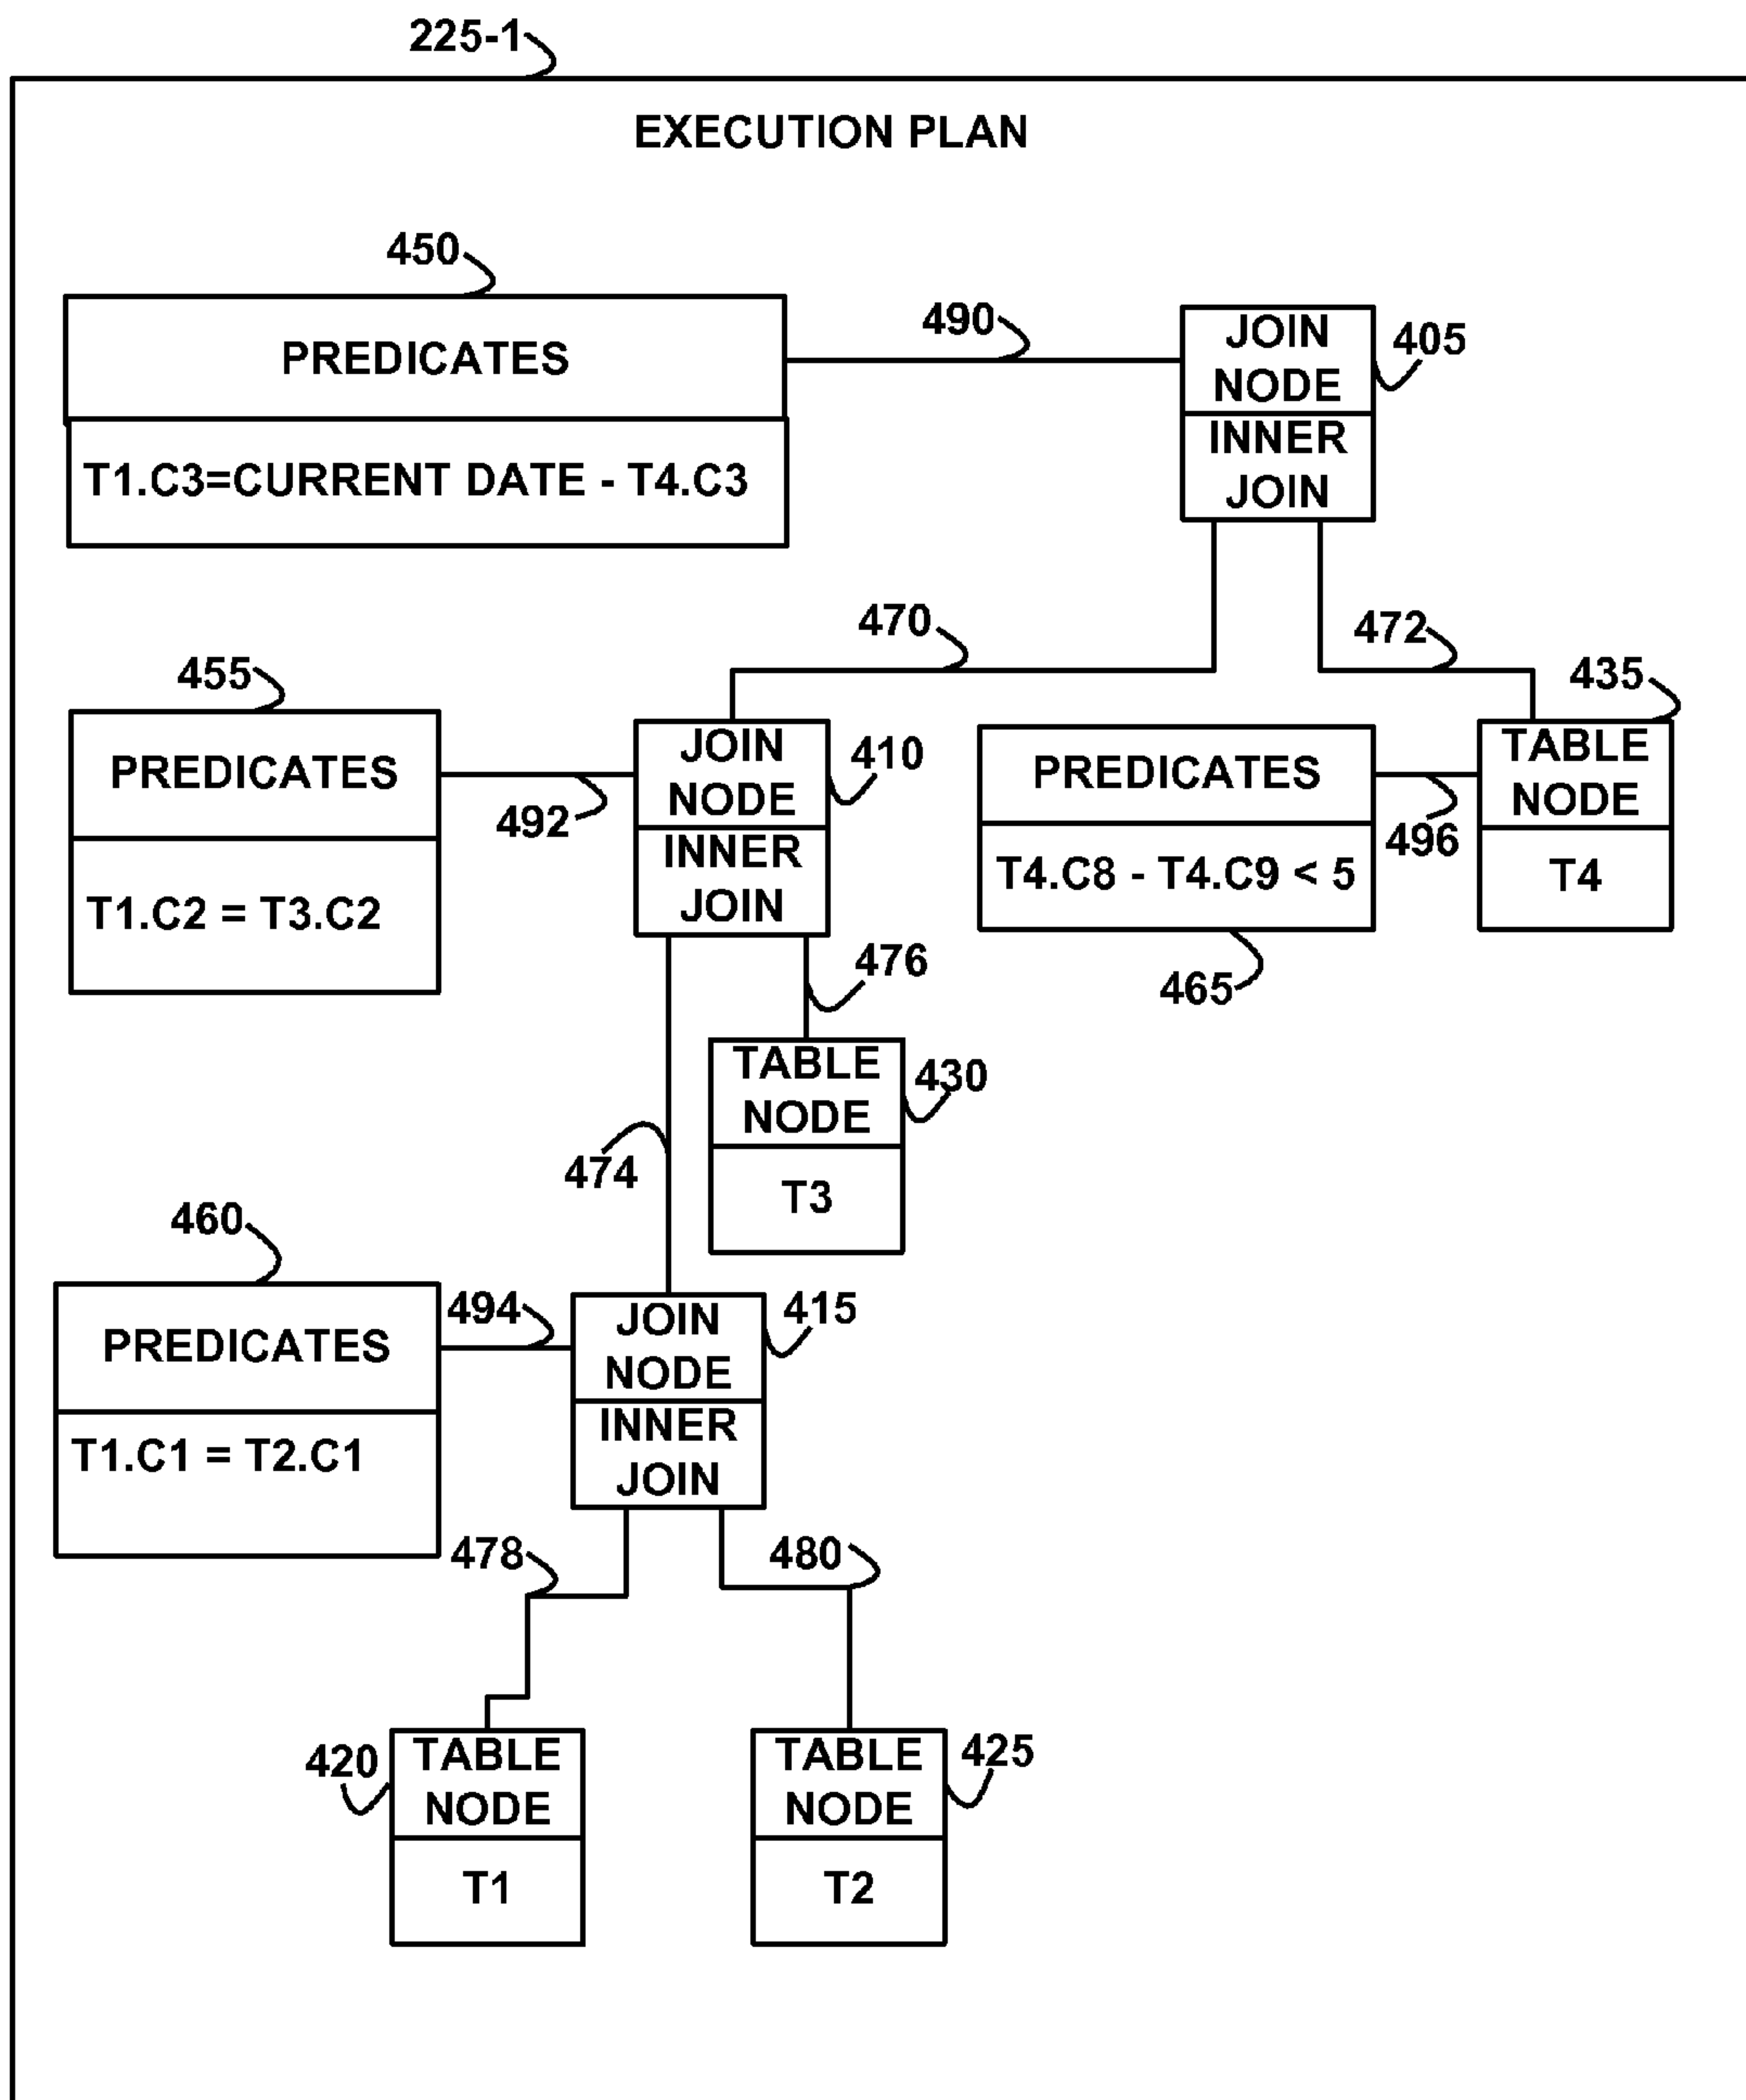 225-1
EXECUTION PLAN
450
490
405
PREDICATES
JOIN
NODE
INNER
JOIN
T1.C3=CURRENT DATE - T4.C3
470
472
455
435
PREDICATES
JOIN
NODE
410
PREDICATES
TABLE
NODE
492
496
T1.C2 = T3.C2
INNER
JOIN
T4.C8 - T4.C9 < 5
T4
476
465
TABLE
NODE
430
474
T3
460
494
415
PREDICATES
JOIN
NODE
T1.C1 = T2.C1
INNER
JOIN
478
480
420
TABLE
NODE
TABLE
NODE
425
T1
T2